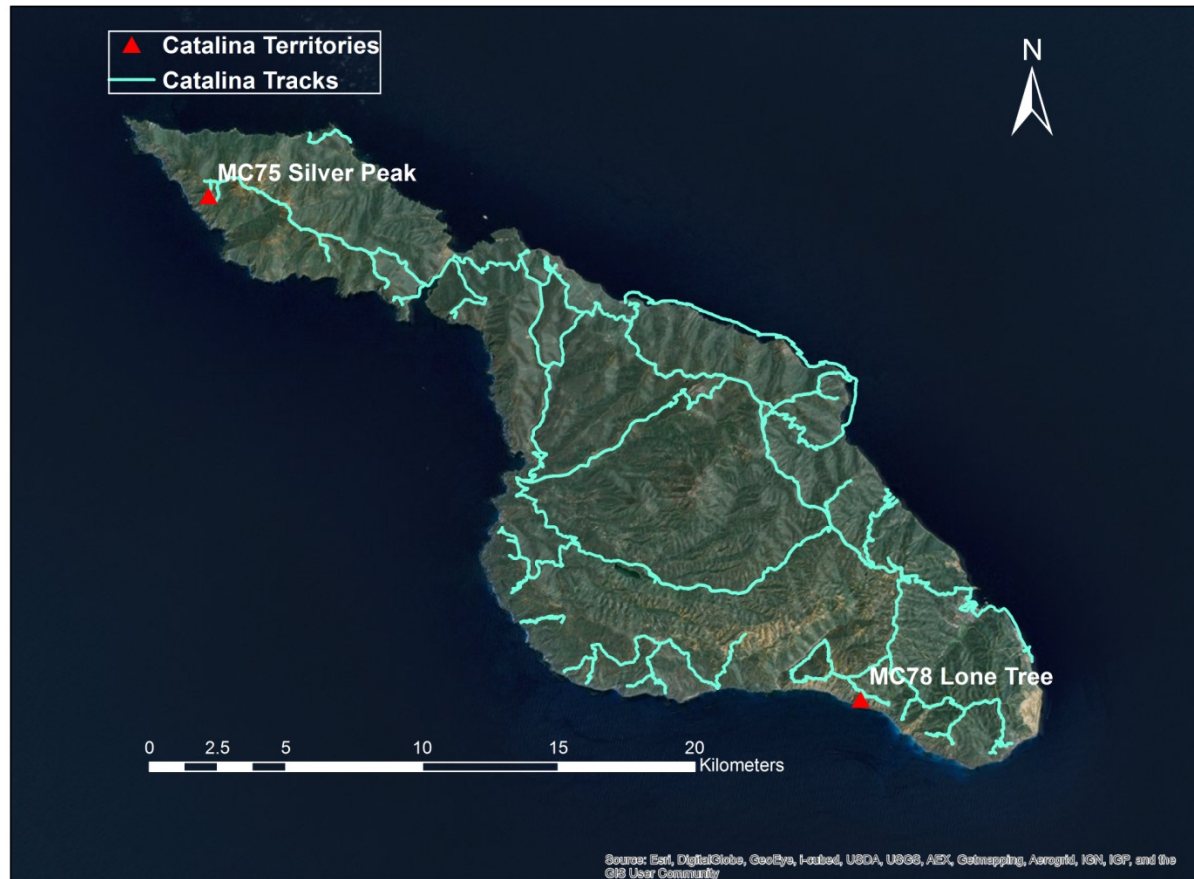 Catalina Territories
Catalina Tracks
N
MC75 Silver Peak
MC78 Lone Tree
0 2.5 5 10 15 20
Kilometers
Source: Esri, DigitalGlobe, GeoEye, i-cubed, USDA, USGS, AEX, Getmapping, Aerogrid, IGN, IGP, and the
GIS User Community